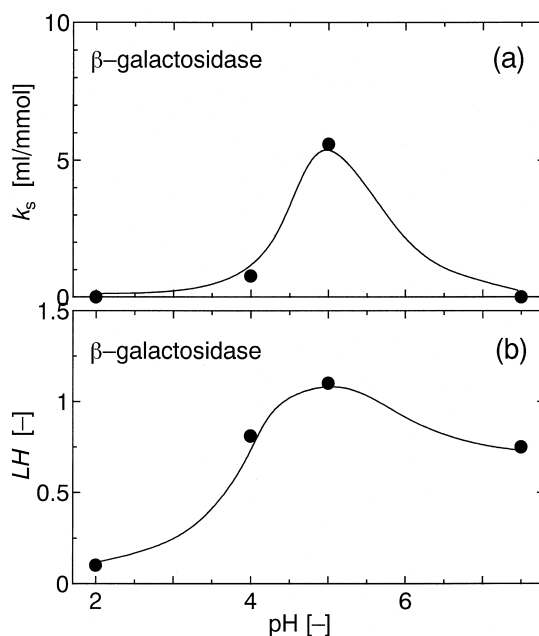 10
β–galactosidase
(a)
5
k_s [ml/mmol]
0
1.5
β–galactosidase
(b)
1
LH [–]
0.5
0
2 4 6
pH [–]